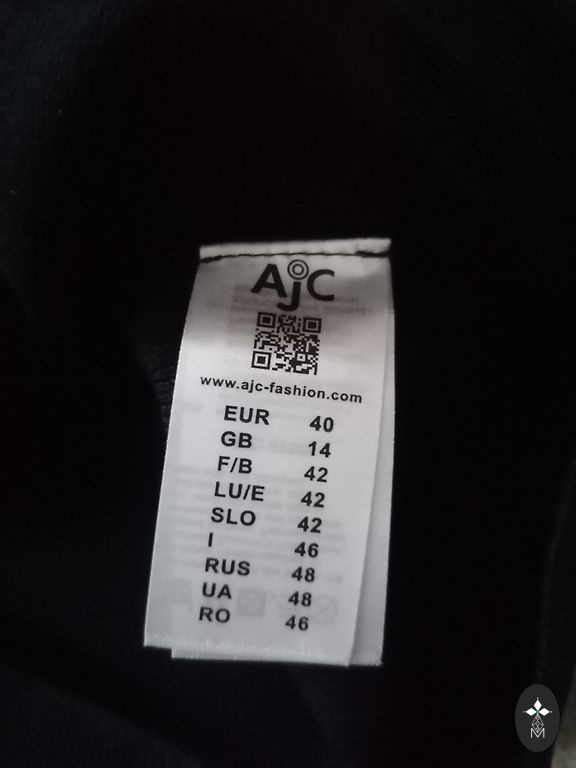 AjC
www.ajc-fashion.com
EUR 40
GB 14
F/B 42
LU/E 42
SLO 42
I 46
RUS 48
UA 48
RO 46
M